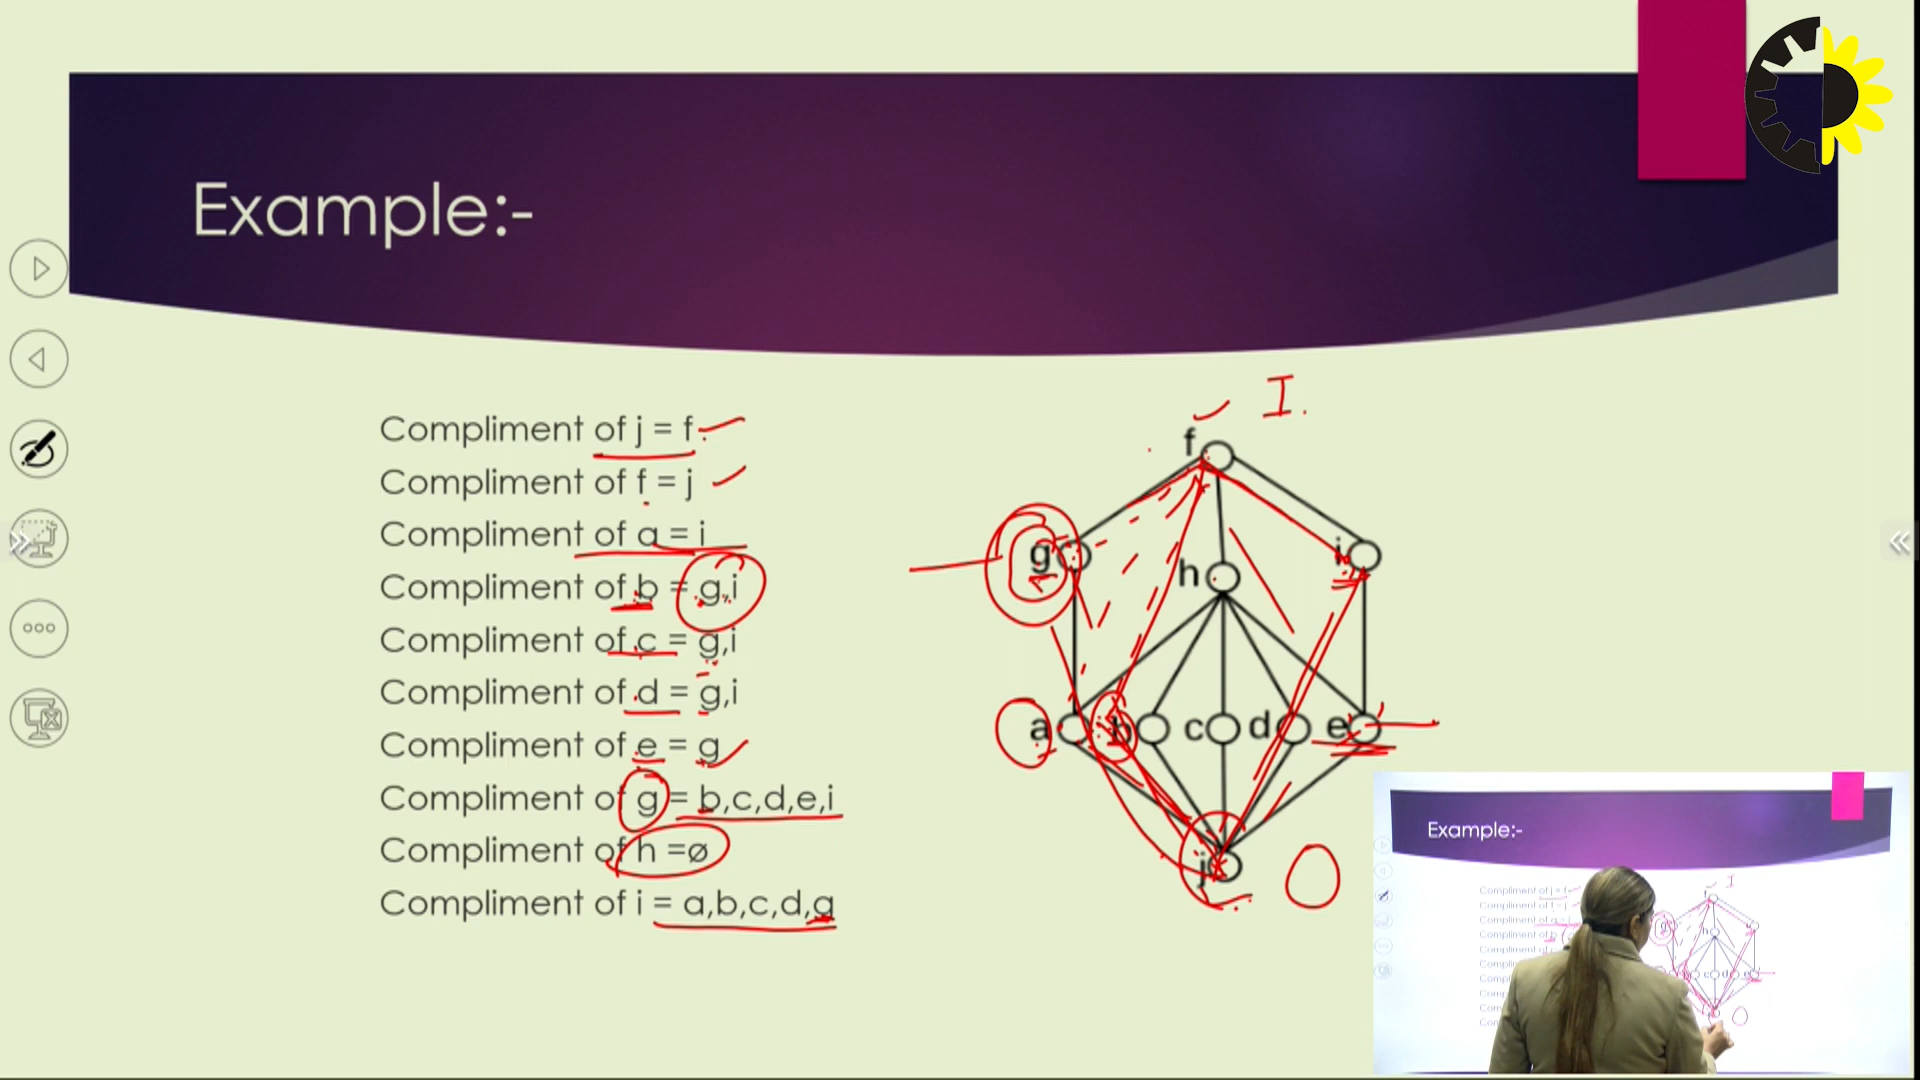 Example:-
Compliment of j = f
Compliment of f = j
Compliment of a = i
Compliment of b = g,i
Compliment of c = g,i
Compliment of d = g,i
Compliment of e = g
Compliment of g = b,c,d,e,i
Compliment of h =ø
Compliment of i = a,b,c,d,g
I.
f
g
h
i
a
b
c
d
e
j
O
Example:-